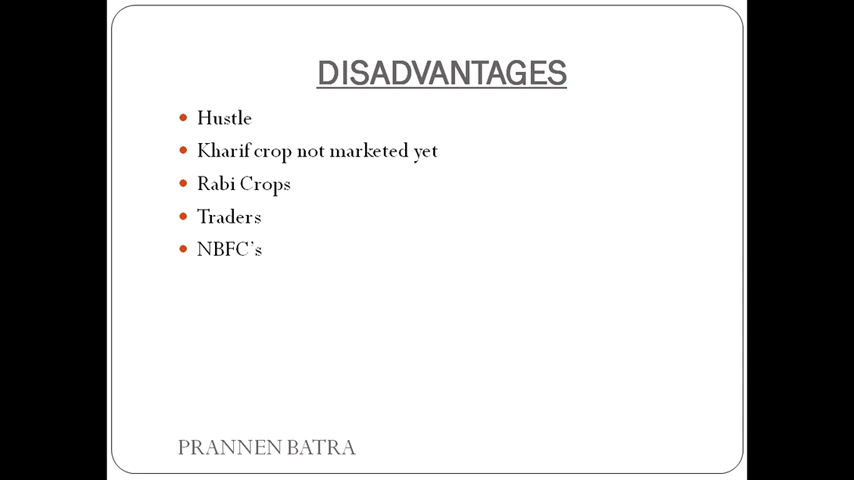 DISADVANTAGES
Hustle
Kharif crop not marketed yet
Rabi Crops
Traders
NBFC's
PRANNEN BATRA